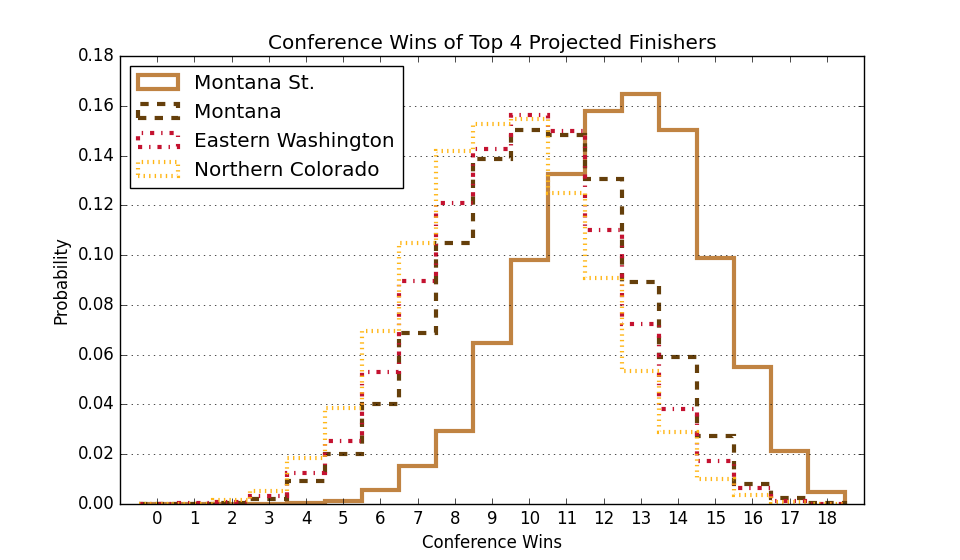 Conference Wins of Top 4 Projected Finishers
0.18
0.16
0.14
0.12
0.10
0.08
0.06
0.04
0.02
0.00
Probability
Montana St.
Montana
Eastern Washington
Northern Colorado
0 1 2 3 4 5 6 7 8 9 10 11 12 13 14 15 16 17 18
Conference Wins